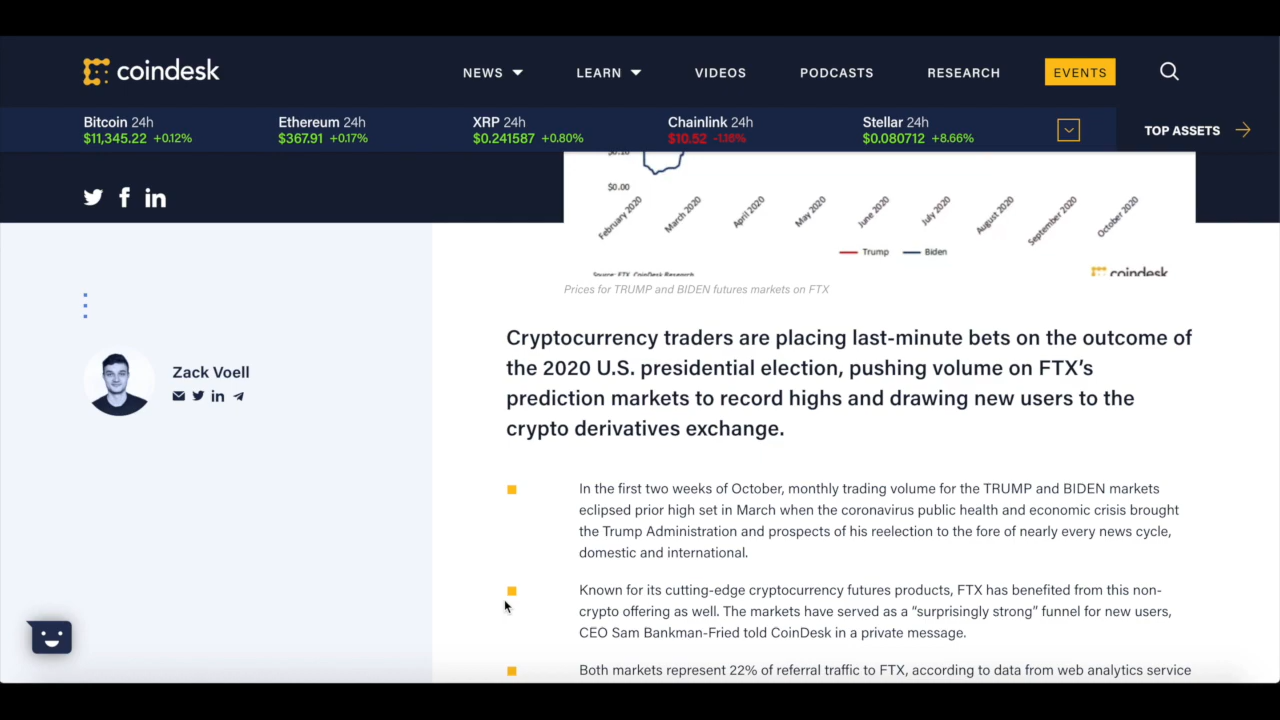 coindesk
NEWS
LEARN
VIDEOS
PODCASTS
RESEARCH
EVENTS
Bitcoin 24h
$11,345.22 +0.12%
Ethereum 24h
$367.91 +0.17%
XRP 24h
$0.241587 +0.80%
Chainlink 24h
$10.52 -1.16%
Stellar 24h
$0.080712 +8.66%
TOP ASSETS
$0.00
February 2020
March 2020
April 2020
May 2020
June 2020
July 2020
August 2020
September 2020
October 2020
Trump
Biden
Source: FTX, CoinDesk Research
coindesk
Prices for TRUMP and BIDEN futures markets on FTX
Zack Voell
Cryptocurrency traders are placing last-minute bets on the outcome of
the 2020 U.S. presidential election, pushing volume on FTX’s
prediction markets to record highs and drawing new users to the
crypto derivatives exchange.
In the first two weeks of October, monthly trading volume for the TRUMP and BIDEN markets
eclipsed prior high set in March when the coronavirus public health and economic crisis brought
the Trump Administration and prospects of his reelection to the fore of nearly every news cycle,
domestic and international.
Known for its cutting-edge cryptocurrency futures products, FTX has benefited from this non-
crypto offering as well. The markets have served as a “surprisingly strong” funnel for new users,
CEO Sam Bankman-Fried told CoinDesk in a private message.
Both markets represent 22% of referral traffic to FTX, according to data from web analytics service